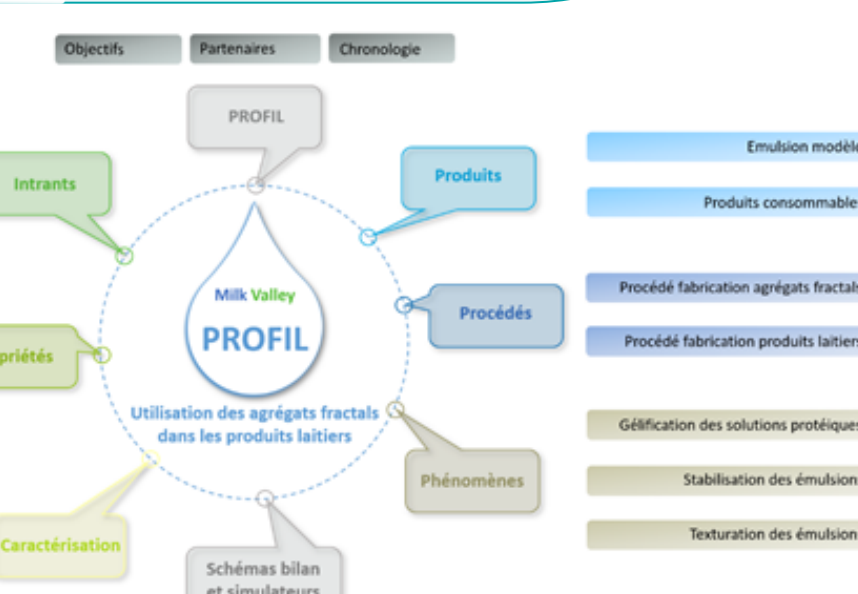 Objectifs
Partenaires
Chronologie
PROFIL
Produits
Emulsion modèle
Intrants
Produits consommable
Milk Valley
Procédé fabrication agrégats fractals
Procédés
PROFIL
Procédé fabrication produits laitiers
priétés
Utilisation des agrégats fractals
dans les produits laitiers
Gélification des solutions protéiques
Phénomènes
Stabilisation des émulsion
Texturation des émulsion
Caractérisation
Schémas bilan
et simulateurs